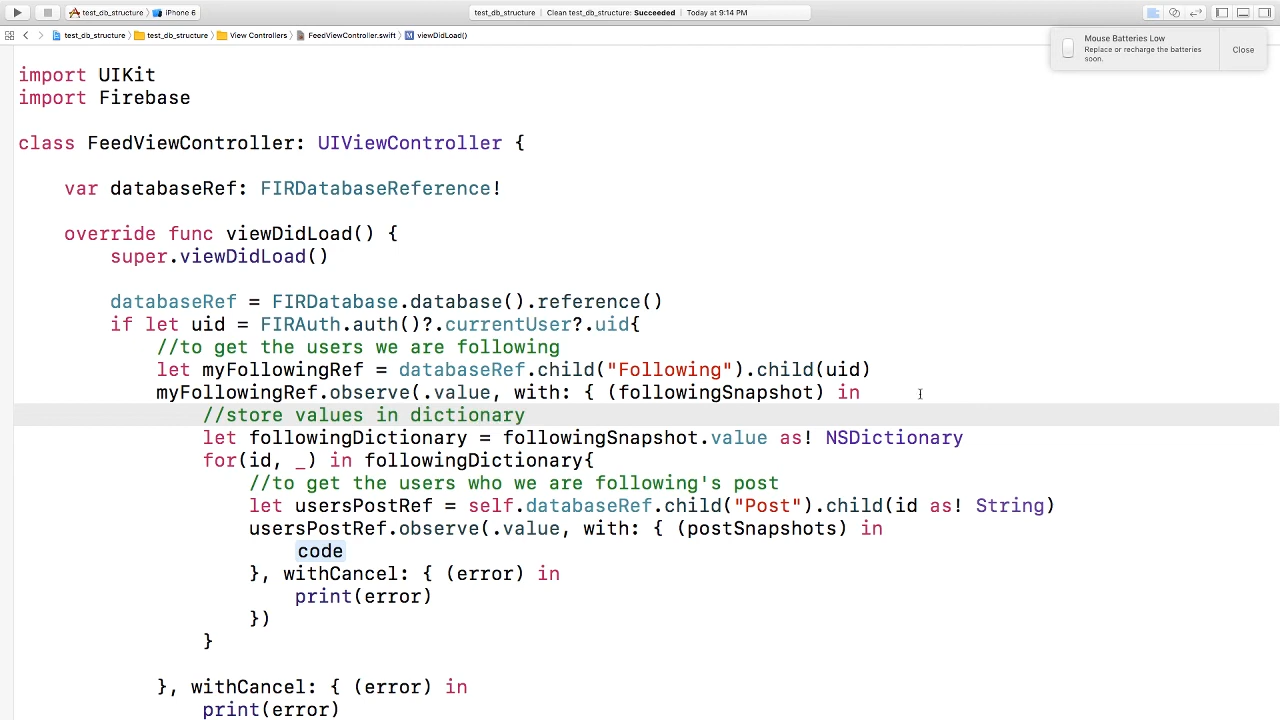 test_db_structure iPhone 6 test_db_structure Clean test_db_structure: Succeeded Today at 9:14 PM
test_db_structure test_db_structure View Controllers FeedViewController.swift M viewDidLoad()
Mouse Batteries Low
Replace or recharge the batteries
soon.
Close
import UIKit
import Firebase
class FeedViewController: UIViewController {
var databaseRef: FIRDatabaseReference!
override func viewDidLoad() {
super.viewDidLoad()
databaseRef = FIRDatabase.database().reference()
if let uid = FIRAuth.auth()?.currentUser?.uid{
//to get the users we are following
let myFollowingRef = databaseRef.child("Following").child(uid)
myFollowingRef.observe(.value, with: { (followingSnapshot) in
//store values in dictionary
let followingDictionary = followingSnapshot.value as! NSDictionary
for(id, _) in followingDictionary{
//to get the users who we are following's post
let usersPostRef = self.databaseRef.child("Post").child(id as! String)
usersPostRef.observe(.value, with: { (postSnapshots) in
code
}, withCancel: { (error) in
print(error)
})
}
}, withCancel: { (error) in
print(error)